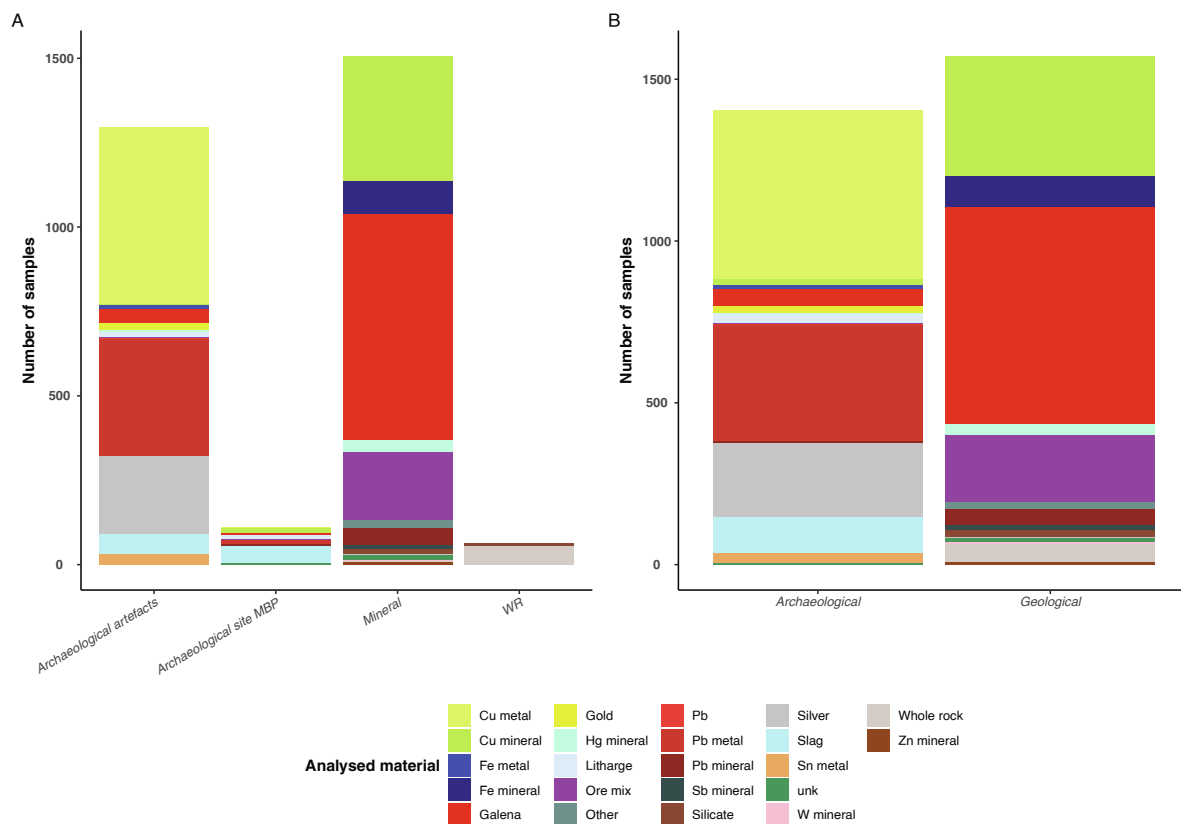 A
Number of samples
1500
1000
500
0
Archaeological artefacts
Archaeological site MBP
Mineral
WR
B
Number of samples
1500
1000
500
0
Archaeological
Geological
Analysed material
Cu metal
Cu mineral
Fe metal
Fe mineral
Galena
Gold
Hg mineral
Litharge
Ore mix
Other
Pb
Pb metal
Pb mineral
Sb mineral
Silicate
Silver
Slag
Sn metal
unk
W mineral
Whole rock
Zn mineral